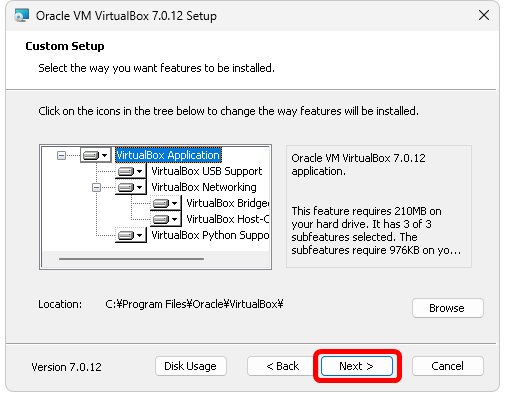 Oracle VM VirtualBox 7.0.12 Setup
Custom Setup
Select the way you want features to be installed.
Click on the icons in the tree below to change the way features will be installed.
VirtualBox Application
VirtualBox USB Support
VirtualBox Networking
VirtualBox Bridge
VirtualBox Host-C
VirtualBox Python Suppo
Oracle VM VirtualBox 7.0.12
application.
This feature requires 210MB on
your hard drive. It has 3 of 3
subfeatures selected. The
subfeatures require 976KB on yo...
Location: C:¥Program Files¥Oracle¥VirtualBox¥
Browse
Version 7.0.12
Disk Usage
< Back
Next >
Cancel